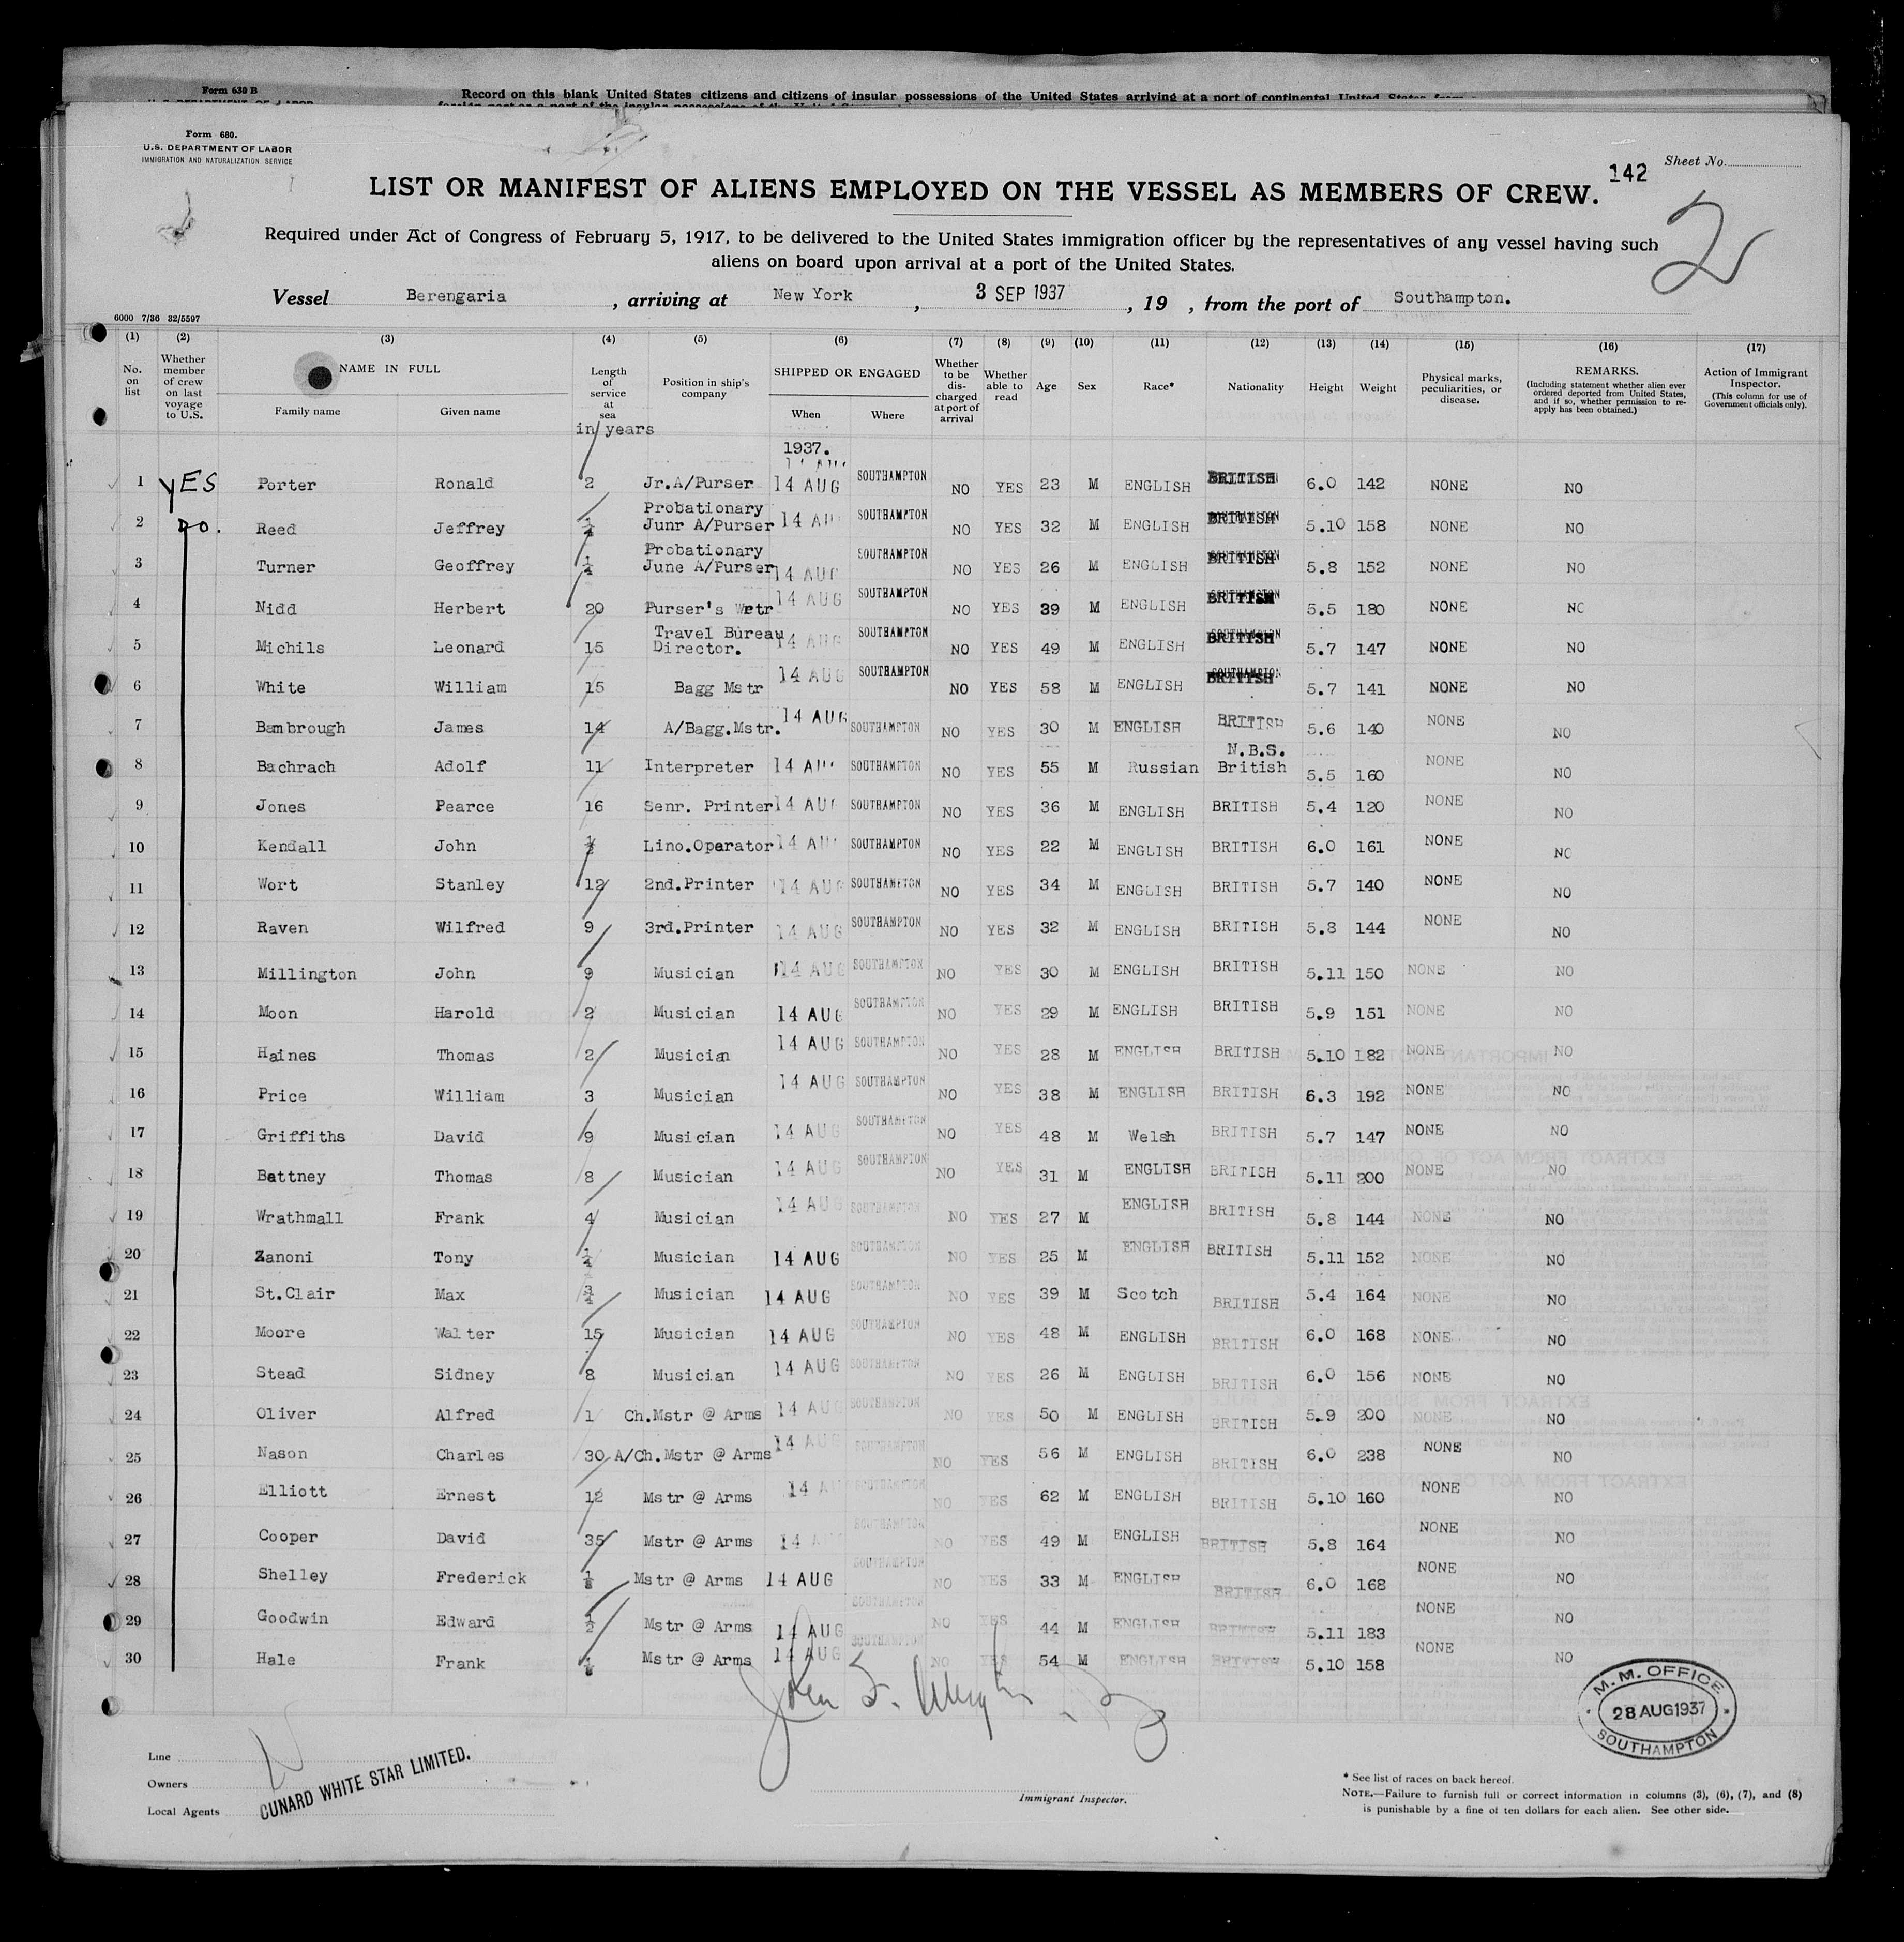 Form 630 B
Record on this blank United States citizens and citizens of insular possessions of the United States arriving at a port of continental United States from a
Form 680.
U.S. DEPARTMENT OF LABOR
IMMIGRATION AND NATURALIZATION SERVICE
Sheet No.
142
2
LIST OR MANIFEST OF ALIENS EMPLOYED ON THE VESSEL AS MEMBERS OF CREW.
Required under Act of Congress of February 5, 1917, to be delivered to the United States immigration officer by the representatives of any vessel having such
aliens on board upon arrival at a port of the United States.
Vessel Berengaria, arriving at New York, 3 SEP 1937, 19 , from the port of Southampton.
6000 7/36 32/5597
(1) (2) (3) (4) (5) (6) (7) (8) (9) (10) (11) (12) (13) (14) (15) (16) (17)
No. on list
Whether member of crew on last voyage to U.S.
NAME IN FULL
Family name Given name
Length of service at sea
in years
Position in ship's company
SHIPPED OR ENGAGED
When Where
Whether to be discharged at port of arrival
Whether able to read
Age Sex Race* Nationality Height Weight
Physical marks, peculiarities, or disease.
REMARKS.
(Including statement whether alien ever ordered deported from United States, and if so, whether permission to reapply has been obtained.)
Action of Immigrant Inspector.
(This column for use of Government officials only).
1937.
1 YES Porter Ronald 2 Jr.A/Purser 14 AUG SOUTHAMPTON NO YES 23 M ENGLISH BRITISH 6.0 142 NONE NO
2 Do. Reed Jeffrey Probationary Junr A/Purser 14 AU SOUTHAMPTON NO YES 32 M ENGLISH BRITISH 5.10 158 NONE NO
3 Turner Geoffrey 1/4 Probationary June A/Purser 14 AUG SOUTHAMPTON NO YES 26 M ENGLISH BRITISH 5.8 152 NONE NO
4 Nidd Herbert 20 Purser's Wrtr 14 AUG SOUTHAMPTON NO YES 39 M ENGLISH BRITISH 5.5 180 NONE NO
5 Michils Leonard 15 Travel Bureau Director. 14 AUG SOUTHAMPTON NO YES 49 M ENGLISH BRITISH 5.7 147 NONE NO
6 White William 15 Bagg Mstr 14 AUG SOUTHAMPTON NO YES 58 M ENGLISH BRITISH 5.7 141 NONE NO
7 Bambrough James 14 A/Bagg.Mstr. 14 AUG SOUTHAMPTON NO YES 30 M ENGLISH BRITISH 5.6 140 NONE NO
8 Bachrach Adolf 11 Interpreter 14 AU SOUTHAMPTON NO YES 55 M Russian N.B.S. British 5.5 160 NONE NO
9 Jones Pearce 16 Senr. Printer 14 AUG SOUTHAMPTON NO YES 36 M ENGLISH BRITISH 5.4 120 NONE NO
10 Kendall John Lino.Operator 14 AU SOUTHAMPTON NO YES 22 M ENGLISH BRITISH 6.0 161 NONE NO
11 Wort Stanley 12 2nd.Printer 14 AUG SOUTHAMPTON NO YES 34 M ENGLISH BRITISH 5.7 140 NONE NO
12 Raven Wilfred 9 3rd.Printer 14 AUG SOUTHAMPTON NO YES 32 M ENGLISH BRITISH 5.8 144 NONE NO
13 Millington John 9 Musician 14 AUG SOUTHAMPTON NO YES 30 M ENGLISH BRITISH 5.11 150 NONE NO
14 Moon Harold 2 Musician 14 AUG SOUTHAMPTON NO YES 29 M ENGLISH BRITISH 5.9 151 NONE NO
15 Haines Thomas 2 Musician 14 AUG SOUTHAMPTON NO YES 28 M ENGLISH BRITISH 5.10 182 NONE NO
16 Price William 3 Musician 14 AUG SOUTHAMPTON NO YES 38 M ENGLISH BRITISH 6.3 192 NONE NO
17 Griffiths David 9 Musician 14 AUG SOUTHAMPTON NO YES 48 M Welsh BRITISH 5.7 147 NONE NO
18 Battney Thomas 8 Musician 14 AUG SOUTHAMPTON NO YES 31 M ENGLISH BRITISH 5.11 200 NONE NO
19 Wrathmall Frank 4 Musician 14 AUG SOUTHAMPTON NO YES 27 M ENGLISH BRITISH 5.8 144 NONE NO
20 Zanoni Tony 1/4 Musician 14 AUG SOUTHAMPTON NO YES 25 M ENGLISH BRITISH 5.11 152 NONE NO
21 St.Clair Max 3/4 Musician 14 AUG SOUTHAMPTON NO YES 39 M Scotch BRITISH 5.4 164 NONE NO
22 Moore Walter 15 Musician 14 AUG SOUTHAMPTON NO YES 48 M ENGLISH BRITISH 6.0 168 NONE NO
23 Stead Sidney 8 Musician 14 AUG SOUTHAMPTON NO YES 26 M ENGLISH BRITISH 6.0 156 NONE NO
24 Oliver Alfred 1 Ch.Mstr @ Arms 14 AUG SOUTHAMPTON NO YES 50 M ENGLISH BRITISH 5.9 200 NONE NO
25 Nason Charles 30 A/Ch.Mstr @ Arms 14 AUG SOUTHAMPTON NO YES 56 M ENGLISH BRITISH 6.0 238 NONE NO
26 Elliott Ernest 12 Mstr @ Arms 14 A SOUTHAMPTON NO YES 62 M ENGLISH BRITISH 5.10 160 NONE NO
27 Cooper David 35 Mstr @ Arms 14 A SOUTHAMPTON NO YES 49 M ENGLISH BRITISH 5.8 164 NONE NO
28 Shelley Frederick Mstr @ Arms 14 AUG SOUTHAMPTON NO YES 33 M ENGLISH BRITISH 6.0 168 NONE NO
29 Goodwin Edward 1/2 Mstr @ Arms 14 AUG SOUTHAMPTON NO YES 44 M ENGLISH BRITISH 5.11 183 NONE NO
30 Hale Frank Mstr @ Arms 14 AUG SOUTHAMPTON NO YES 54 M ENGLISH BRITISH 5.10 158 NONE NO
M.M. OFFICE
28 AUG 1937
SOUTHAMPTON
Line
Owners
Local Agents
CUNARD WHITE STAR LIMITED.
Immigrant Inspector.
* See list of races on back hereof.
NOTE.—Failure to furnish full or correct information in columns (3), (6), (7), and (8)
is punishable by a fine of ten dollars for each alien. See other side.